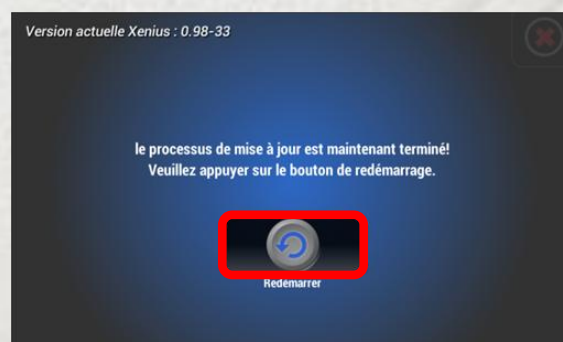 Version actuelle Xenius : 0.98-33
le processus de mise à jour est maintenant terminé!
Veuillez appuyer sur le bouton de redémarrage.
Redémarrer